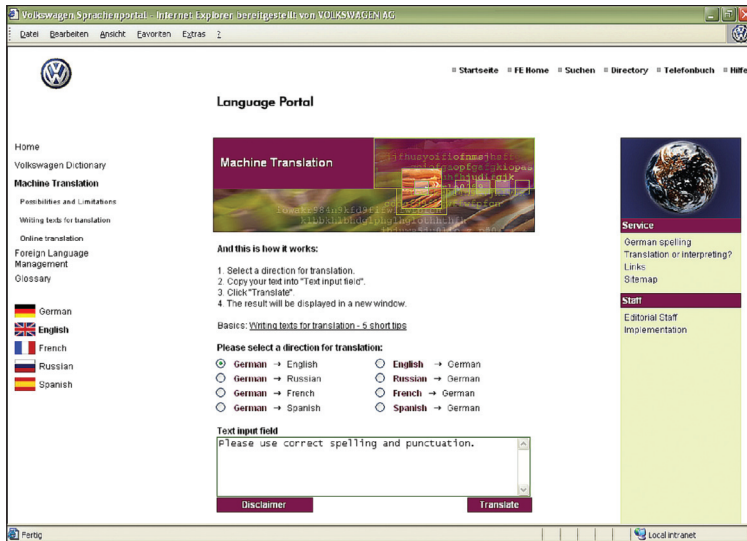 Volkswagen Sprachenportal - Internet Explorer bereitgestellt von VOLKSWAGEN AG
Datei Bearbeiten Ansicht Favoriten Extras ?
Startseite FE Home Suchen Directory Telefonbuch Hilfe
Language Portal
Home
Volkswagen Dictionary
Machine Translation
Possibilities and Limitations
Writing texts for translation
Online translation
Foreign Language
Management
Glossary
German
English
French
Russian
Spanish
Machine Translation
And this is how it works:
1. Select a direction for translation.
2. Copy your text into "Text input field".
3. Click "Translate".
4. The result will be displayed in a new window.
Basics: Writing texts for translation - 5 short tips
Please select a direction for translation:
German → English English → German
German → Russian Russian → German
German → French French → German
German → Spanish Spanish → German
Text input field
Please use correct spelling and punctuation.
Disclaimer Translate
Service
German spelling
Translation or interpreting?
Links
Sitemap
Staff
Editorial Staff
Implementation
Fertig Local intranet